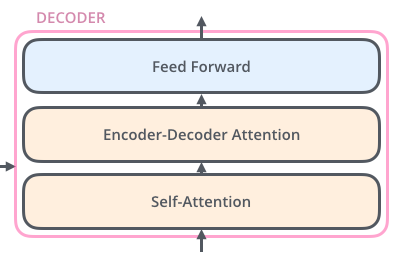 DECODER
Feed Forward
Encoder-Decoder Attention
Self-Attention